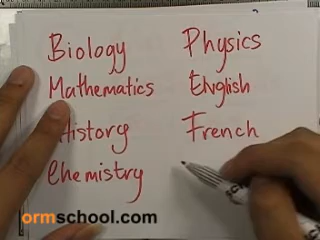 Biology Physics
Mathematics English
History French
Chemistry
ormschool.com